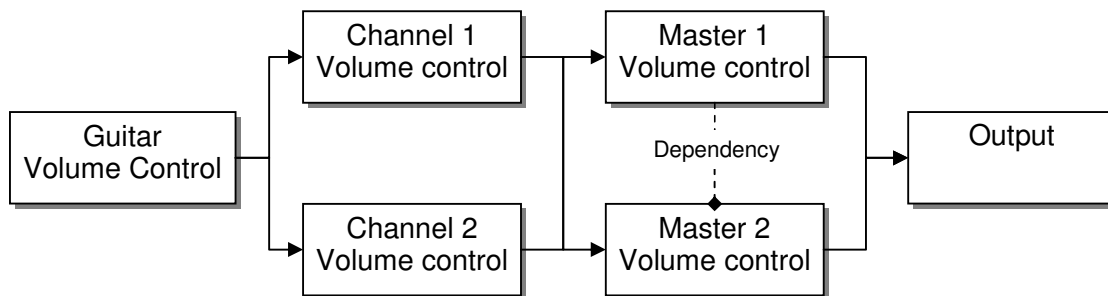 Channel 1
Volume control
Master 1
Volume control
Guitar
Volume Control
Dependency
Output
Channel 2
Volume control
Master 2
Volume control